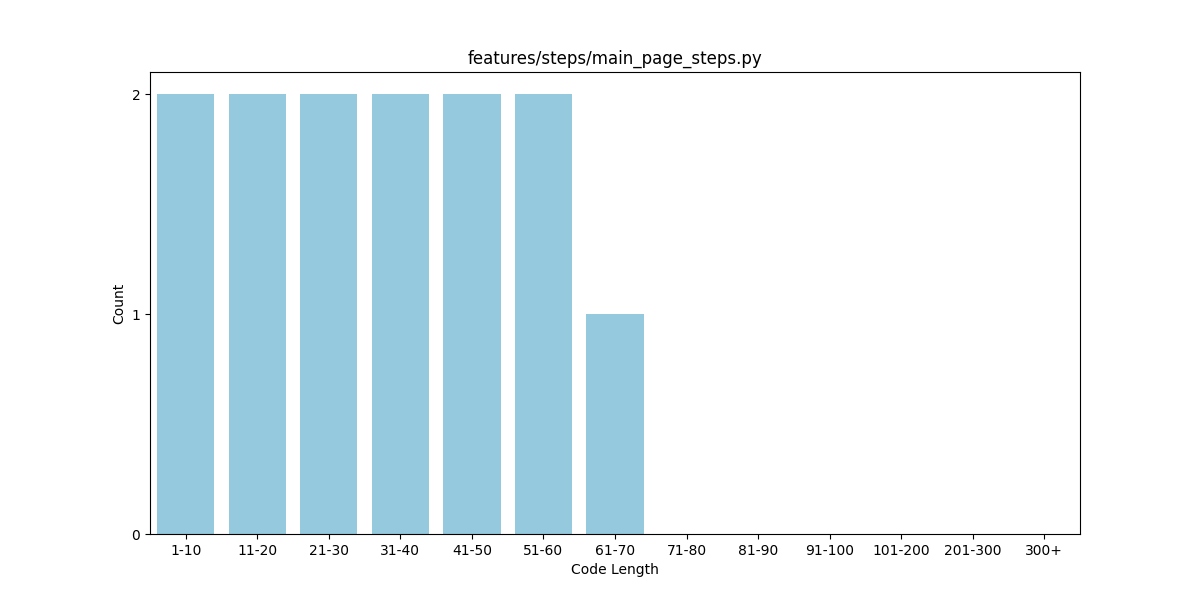 features/steps/main_page_steps.py
2
1
0
Count
1-10 11-20 21-30 31-40 41-50 51-60 61-70 71-80 81-90 91-100 101-200 201-300 300+
Code Length